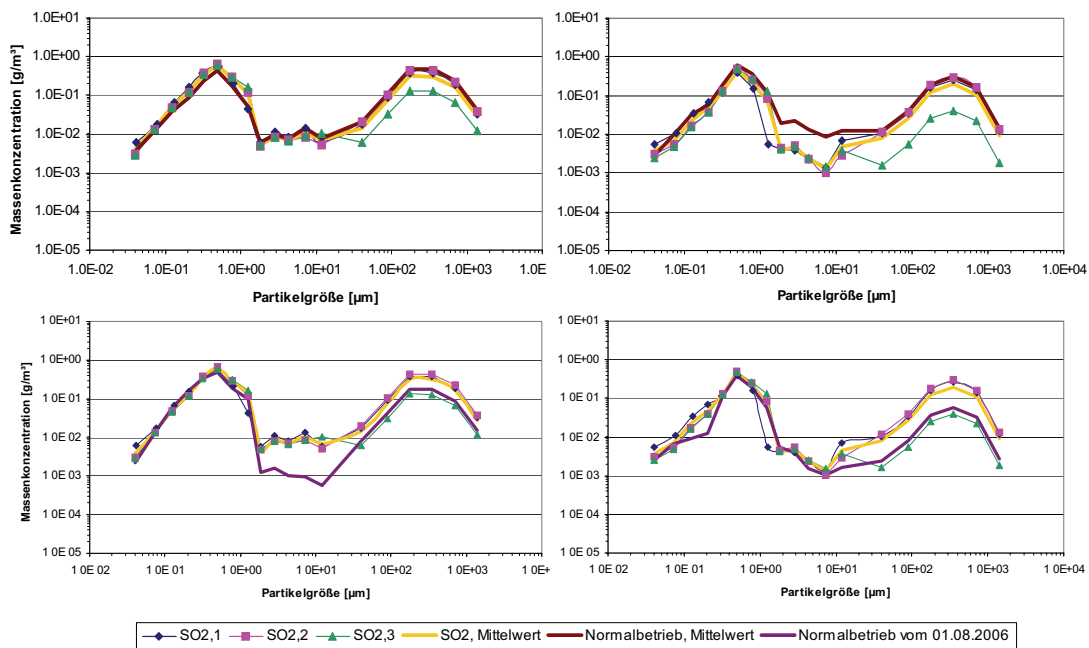 1.0E+01
1.0E+00
1.0E-01
1.0E-02
1.0E-03
1.0E-04
1.0E-05
Massenkonzentration [g/m³]
1.0E-02 1.0E-01 1.0E+00 1.0E+01 1.0E+02 1.0E+03 1.0E
Partikelgröße [µm]
1.0E+01
1.0E+00
1.0E-01
1.0E-02
1.0E-03
1.0E-04
1.0E-05
1.0E-02 1.0E-01 1.0E+00 1.0E+01 1.0E+02 1.0E+03 1.0E+04
Partikelgröße [µm]
1 0E+01
1 0E+00
1 0E 01
1 0E 02
1 0E 03
1 0E 04
1 0E 05
Massenkonzentration [g/m³]
1 0E 02 1 0E 01 1 0E+00 1 0E+01 1 0E+02 1 0E+03 1 0E+
Partikelgröße [µm]
1 0E+01
1 0E+00
1 0E 01
1 0E 02
1 0E 03
1 0E 04
1 0E 05
1 0E 02 1 0E 01 1 0E+00 1 0E+01 1 0E+02 1 0E+03 1 0E+04
Partikelgröße [µm]
SO2,1 SO2,2 SO2,3 SO2, Mittelwert Normalbetrieb, Mittelwert Normalbetrieb vom 01.08.2006